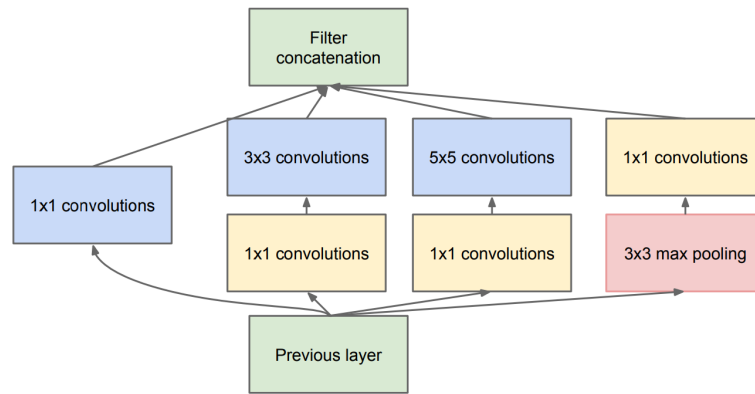 Filter
concatenation
3x3 convolutions
5x5 convolutions
1x1 convolutions
1x1 convolutions
1x1 convolutions
1x1 convolutions
3x3 max pooling
Previous layer